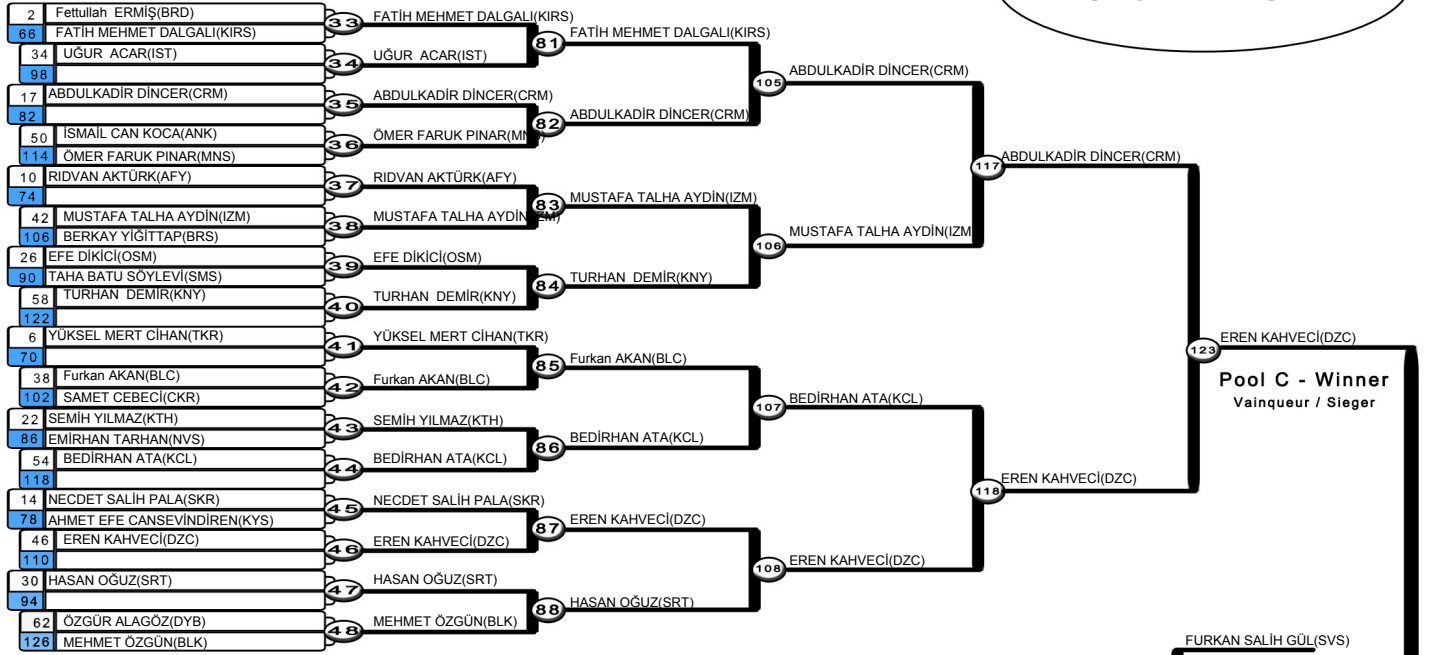 2 Fettullah ERMİŞ(BRD)
66 FATİH MEHMET DALGALI(KIRS)
33 FATİH MEHMET DALGALI(KIRS)
34 UĞUR ACAR(IST)
98
34 UĞUR ACAR(IST)
81 FATİH MEHMET DALGALI(KIRS)
17 ABDULKADİR DİNCER(CRM)
82
35 ABDULKADİR DİNCER(CRM)
50 İSMAİL CAN KOCA(ANK)
114 ÖMER FARUK PINAR(MNS)
36 ÖMER FARUK PINAR(MNS)
82 ABDULKADİR DİNCER(CRM)
105 ABDULKADİR DİNCER(CRM)
10 RIDVAN AKTÜRK(AFY)
74
37 RIDVAN AKTÜRK(AFY)
42 MUSTAFA TALHA AYDİN(IZM)
106 BERKAY YİĞİTTAP(BRS)
38 MUSTAFA TALHA AYDİN(IZM)
83 MUSTAFA TALHA AYDİN(IZM)
26 EFE DİKİCİ(OSM)
90 TAHA BATU SÖYLEVİ(SMS)
39 EFE DİKİCİ(OSM)
58 TURHAN DEMİR(KNY)
122
40 TURHAN DEMİR(KNY)
84 TURHAN DEMİR(KNY)
106 MUSTAFA TALHA AYDİN(IZM
117 ABDULKADİR DİNCER(CRM)
6 YÜKSEL MERT CİHAN(TKR)
70
41 YÜKSEL MERT CİHAN(TKR)
38 Furkan AKAN(BLC)
102 SAMET CEBECİ(CKR)
42 Furkan AKAN(BLC)
85 Furkan AKAN(BLC)
22 SEMİH YILMAZ(KTH)
86 EMİRHAN TARHAN(NVS)
43 SEMİH YILMAZ(KTH)
54 BEDİRHAN ATA(KCL)
118
44 BEDİRHAN ATA(KCL)
86 BEDİRHAN ATA(KCL)
107 BEDİRHAN ATA(KCL)
14 NECDET SALİH PALA(SKR)
78 AHMET EFE CANSEVİNDİREN(KYS)
45 NECDET SALİH PALA(SKR)
46 EREN KAHVECİ(DZC)
110
46 EREN KAHVECİ(DZC)
87 EREN KAHVECİ(DZC)
30 HASAN OĞUZ(SRT)
94
47 HASAN OĞUZ(SRT)
62 ÖZGÜR ALAGÖZ(DYB)
126 MEHMET ÖZGÜN(BLK)
48 MEHMET ÖZGÜN(BLK)
88 HASAN OĞUZ(SRT)
108 EREN KAHVECİ(DZC)
118 EREN KAHVECİ(DZC)
123 EREN KAHVECİ(DZC)
Pool C - Winner
Vainqueur / Sieger
FURKAN SALİH GÜL(SVS)